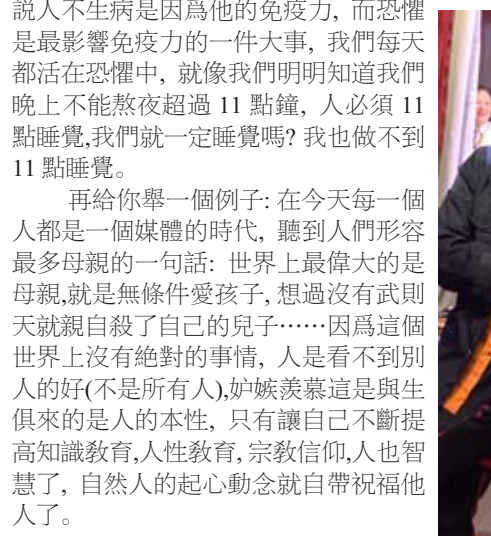 說人不生病是因爲他的免疫力, 而恐懼
是最影響免疫力的一件大事, 我們每天
都活在恐懼中, 就像我們明明知道我們
晚上不能熬夜超過 11 點鐘, 人必須 11
點睡覺,我們就一定睡覺嗎? 我也做不到
11 點睡覺。
再給你舉一個例子: 在今天每一個
人都是一個媒體的時代, 聽到人們形容
最多母親的一句話: 世界上最偉大的是
母親,就是無條件愛孩子, 想過沒有武則
天就親自殺了自己的兒子⋯⋯因爲這個
世界上沒有絶對的事情, 人是看不到別
人的好(不是所有人),妒嫉羨慕這是與生
俱來的是人的本性, 只有讓自己不斷提
高知識敎育,人性敎育, 宗敎信仰,人也智
慧了, 自然人的起心動念就自帶祝福他
人了。